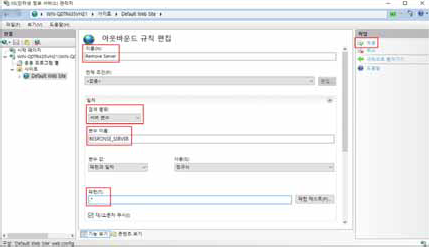 인터넷 정보 서비스(IIS) 관리자
WIN-QDTRU35VHJ1 ▸ 사이트 ▸ Default Web Site ▸
파일(F) 보기(V) 도움말(H)
연결
시작 페이지
응용 프로그램 풀
사이트
Default Web Site
아웃바운드 규칙 편집
이름(N):
Remove Server
전제 조건(P):
<없음>
편집...
일치
검색 범위:
서버 변수
변수 이름:
RESPONSE_SERVER
변수 값:
사용(S):
패턴과 일치
정규식
패턴(T):
.*
패턴 테스트(P)...
대/소문자 무시(I)
기능 보기 콘텐츠 보기
작업
적용
취소
규칙으로 돌아가기
도움말
구성: 'Default Web Site' web.config